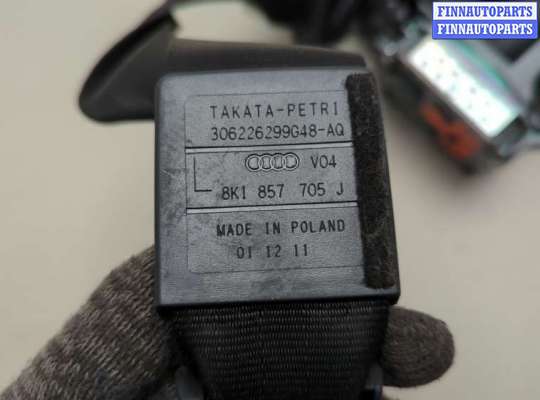 FINNAUTOPARTS
FINNAUTOPARTS
TAKATA-PETRI
306226299G48-AQ
V04
L 8K1 857 705 J
MADE IN POLAND
01 12 11